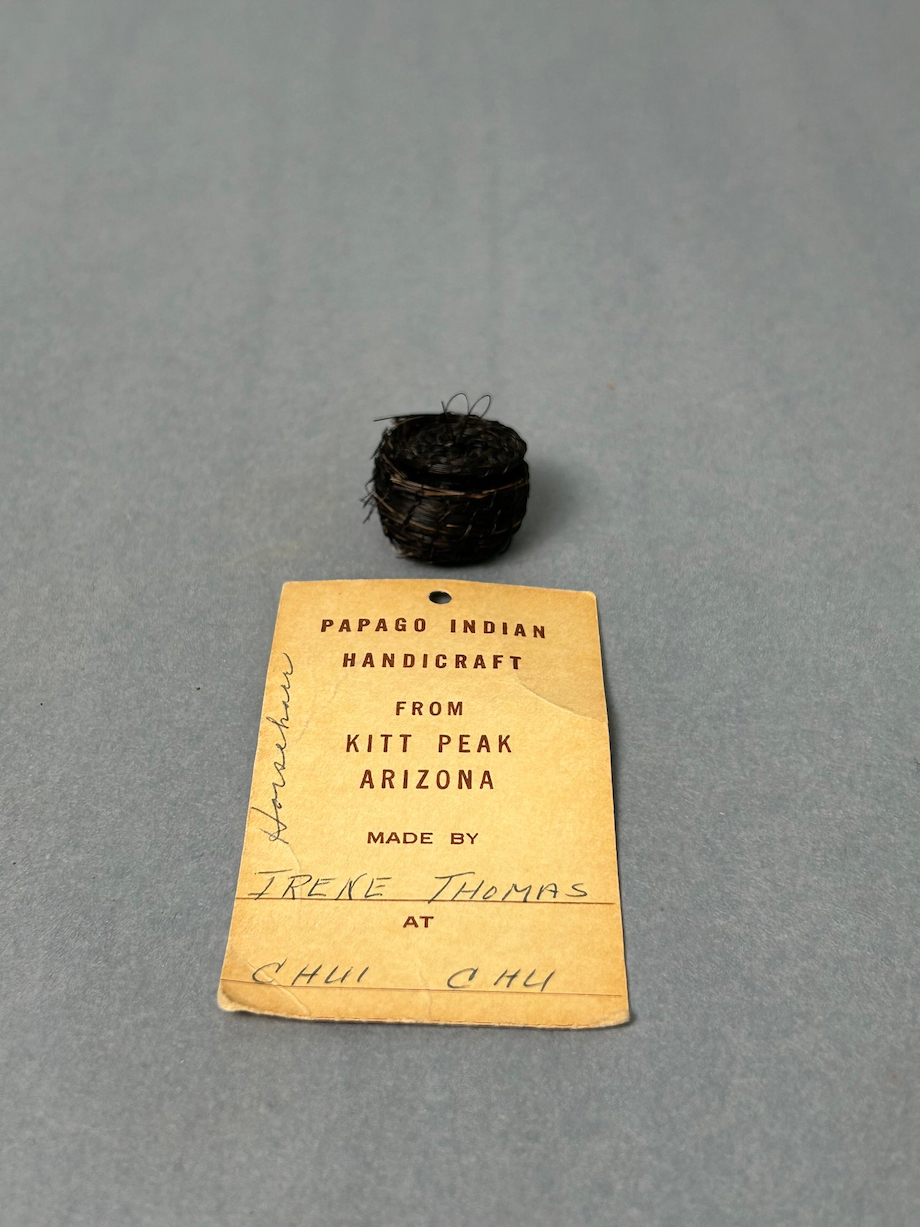 PAPAGO INDIAN
HANDICRAFT
FROM
KITT PEAK
ARIZONA
MADE BY
IRENE THOMAS
AT
CHUI CHU
Horsehair